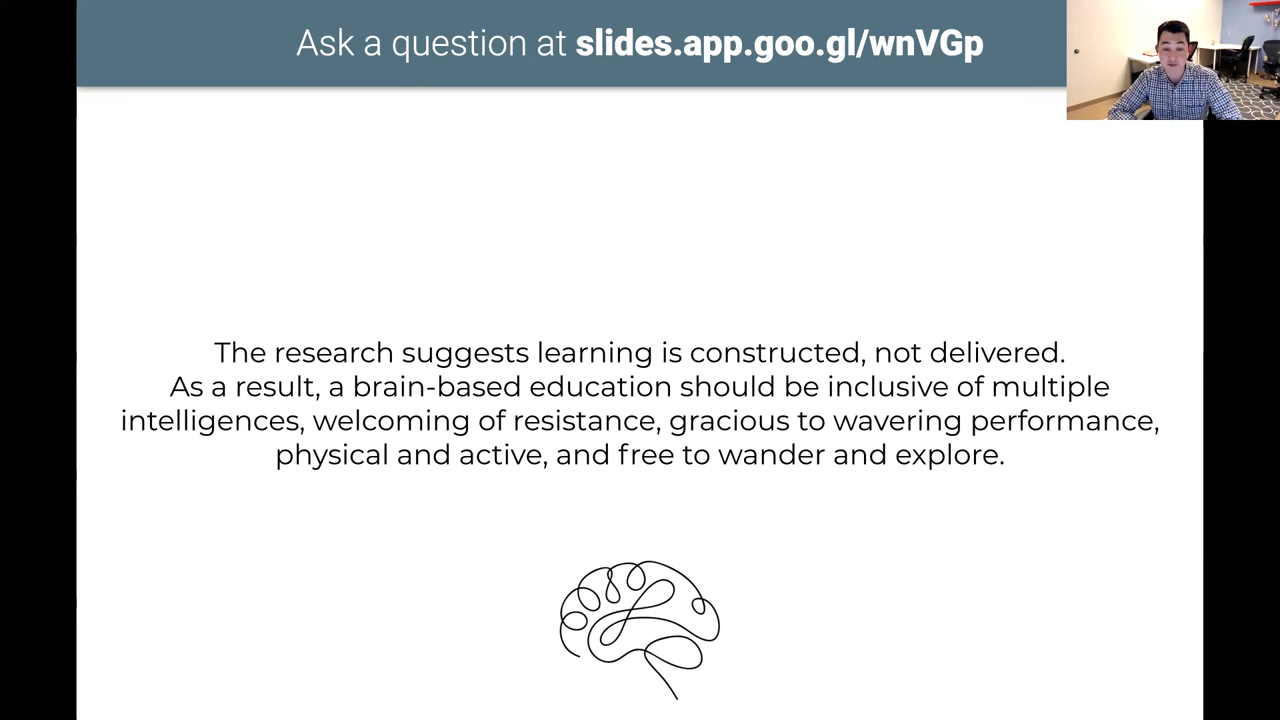 Ask a question at slides.app.goo.gl/wnVGp
The research suggests learning is constructed, not delivered.
As a result, a brain-based education should be inclusive of multiple
intelligences, welcoming of resistance, gracious to wavering performance,
physical and active, and free to wander and explore.